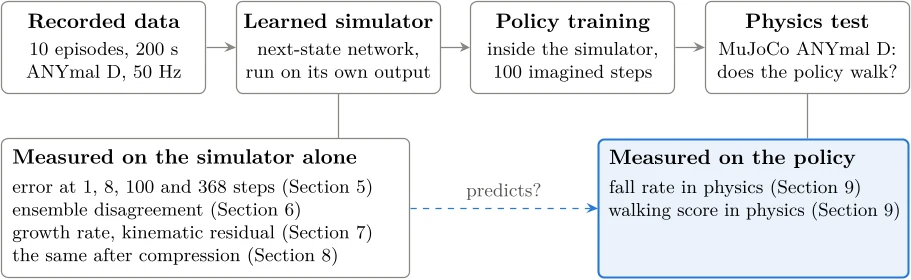 Recorded data
10 episodes, 200 s
ANYmal D, 50 Hz
Learned simulator
next-state network,
run on its own output
Policy training
inside the simulator,
100 imagined steps
Physics test
MuJoCo ANYmal D:
does the policy walk?
Measured on the simulator alone
error at 1, 8, 100 and 368 steps (Section 5)
ensemble disagreement (Section 6)
growth rate, kinematic residual (Section 7)
the same after compression (Section 8)
predicts?
Measured on the policy
fall rate in physics (Section 9)
walking score in physics (Section 9)